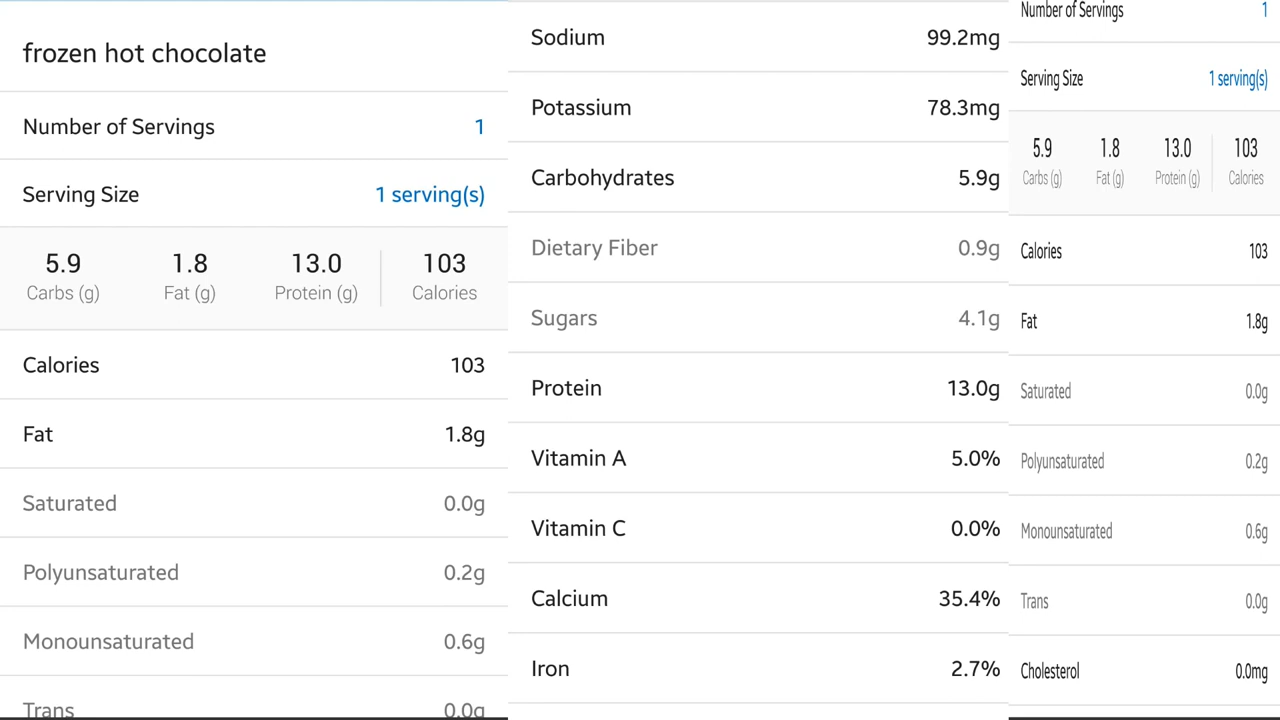 frozen hot chocolate
Number of Servings 1
Serving Size 1 serving(s)
5.9 1.8 13.0 103
Carbs (g) Fat (g) Protein (g) Calories
Calories 103
Fat 1.8g
Saturated 0.0g
Polyunsaturated 0.2g
Monounsaturated 0.6g
Trans 0.0g
Sodium 99.2mg
Potassium 78.3mg
Carbohydrates 5.9g
Dietary Fiber 0.9g
Sugars 4.1g
Protein 13.0g
Vitamin A 5.0%
Vitamin C 0.0%
Calcium 35.4%
Iron 2.7%
Number of Servings 1
Serving Size 1 serving(s)
5.9 1.8 13.0 103
Carbs (g) Fat (g) Protein (g) Calories
Calories 103
Fat 1.8g
Saturated 0.0g
Polyunsaturated 0.2g
Monounsaturated 0.6g
Trans 0.0g
Cholesterol 0.0mg